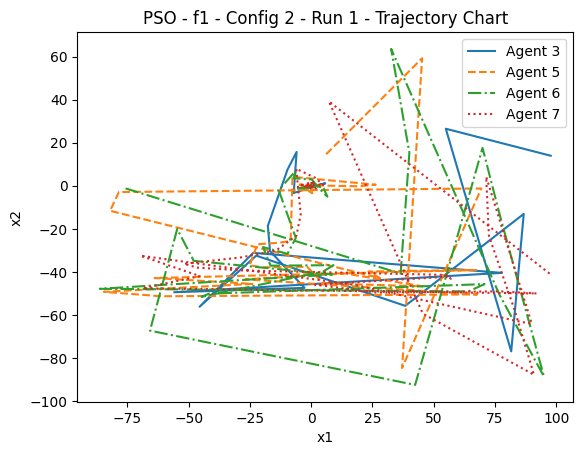 PSO - f1 - Config 2 - Run 1 - Trajectory Chart
Agent 3
Agent 5
Agent 6
Agent 7
60
40
20
0
−20
−40
−60
−80
−100
x2
−75
−50
−25
0
25
50
75
100
x1